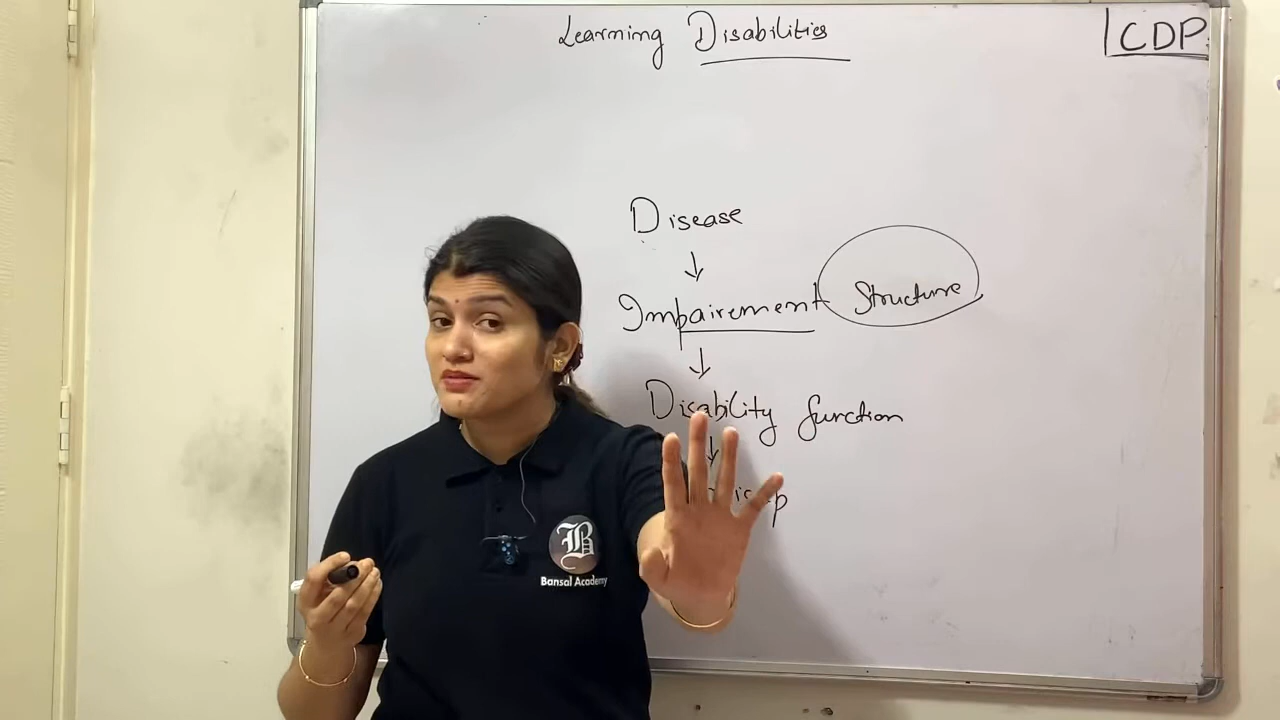 Learning Disabilities
CDP
Disease
Impairement Structure
Disability function
B
Bansal Academy